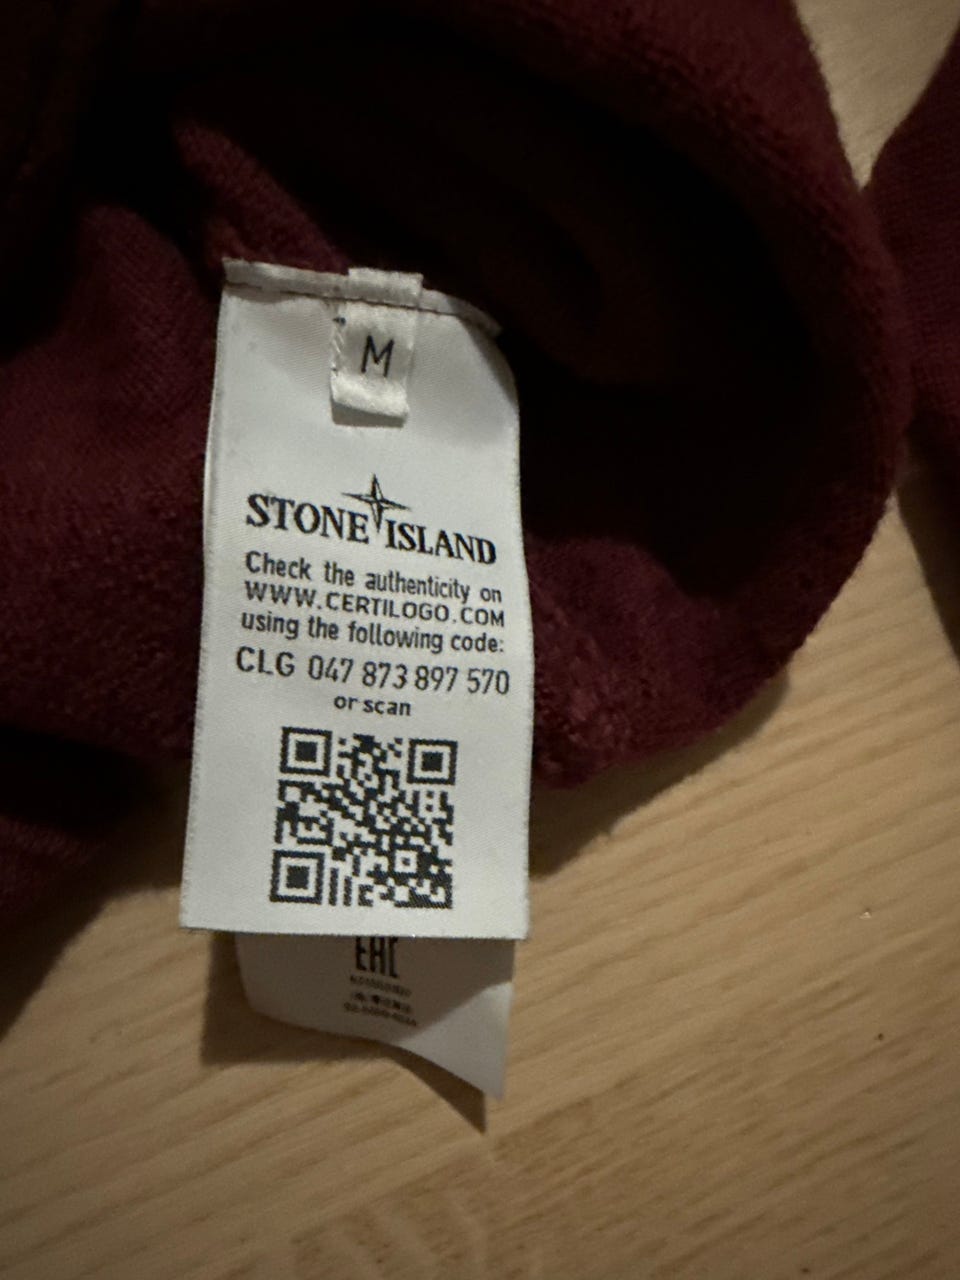 M
STONE ISLAND
Check the authenticity on
WWW.CERTILOGO.COM
using the following code:
CLG 047 873 897 570
or scan
EAC